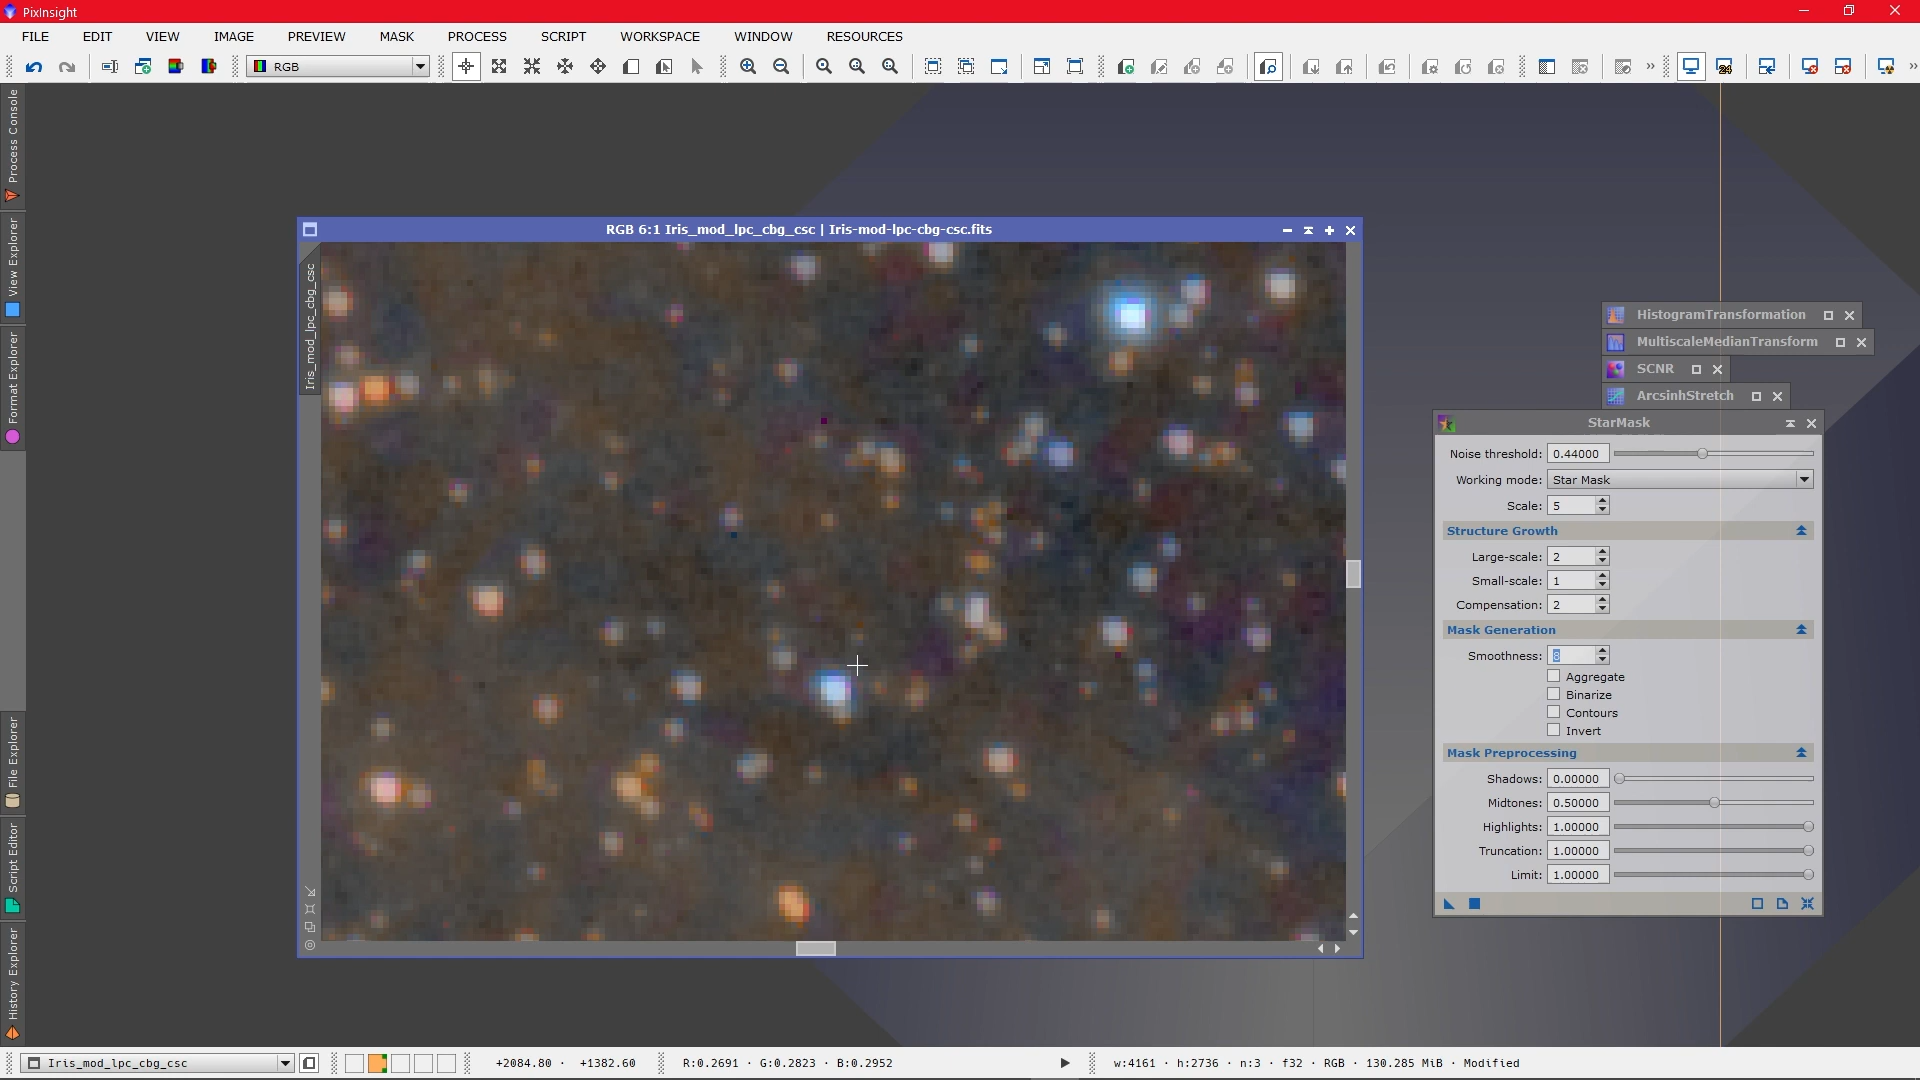 PixInsight
FILE EDIT VIEW IMAGE PREVIEW MASK PROCESS SCRIPT WORKSPACE WINDOW RESOURCES
RGB
24
Process Console
View Explorer
Format Explorer
File Explorer
Script Editor
History Explorer
RGB 6:1 Iris_mod_lpc_cbg_csc | Iris-mod-lpc-cbg-csc.fits
Iris_mod_lpc_cbg_csc
HistogramTransformation
MultiscaleMedianTransform
SCNR
ArcsinhStretch
StarMask
Noise threshold: 0.44000
Working mode: Star Mask
Scale: 5
Structure Growth
Large-scale: 2
Small-scale: 1
Compensation: 2
Mask Generation
Smoothness: 8
Aggregate
Binarize
Contours
Invert
Mask Preprocessing
Shadows: 0.00000
Midtones: 0.50000
Highlights: 1.00000
Truncation: 1.00000
Limit: 1.00000
Iris_mod_lpc_cbg_csc
+2084.80 · +1382.60
R:0.2691 · G:0.2823 · B:0.2952
w:4161 · h:2736 · n:3 · f32 · RGB · 130.285 MiB · Modified